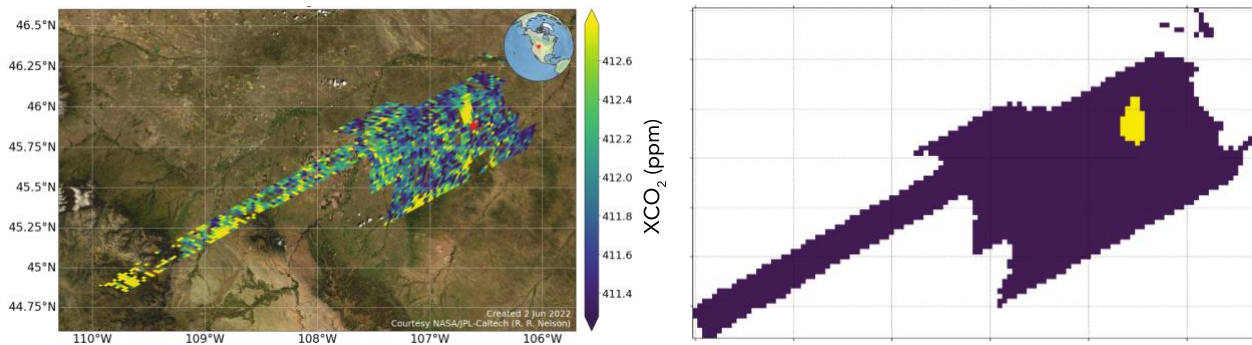 46.5°N
46.25°N
46°N
45.75°N
45.5°N
45.25°N
45°N
44.75°N
110°W 109°W 108°W 107°W 106°W
Created 2 Jun 2022
Courtesy NASA/JPL-Caltech (R. R. Nelson)
412.6
412.4
412.2
412.0
411.8
411.6
411.4
XCO₂ (ppm)